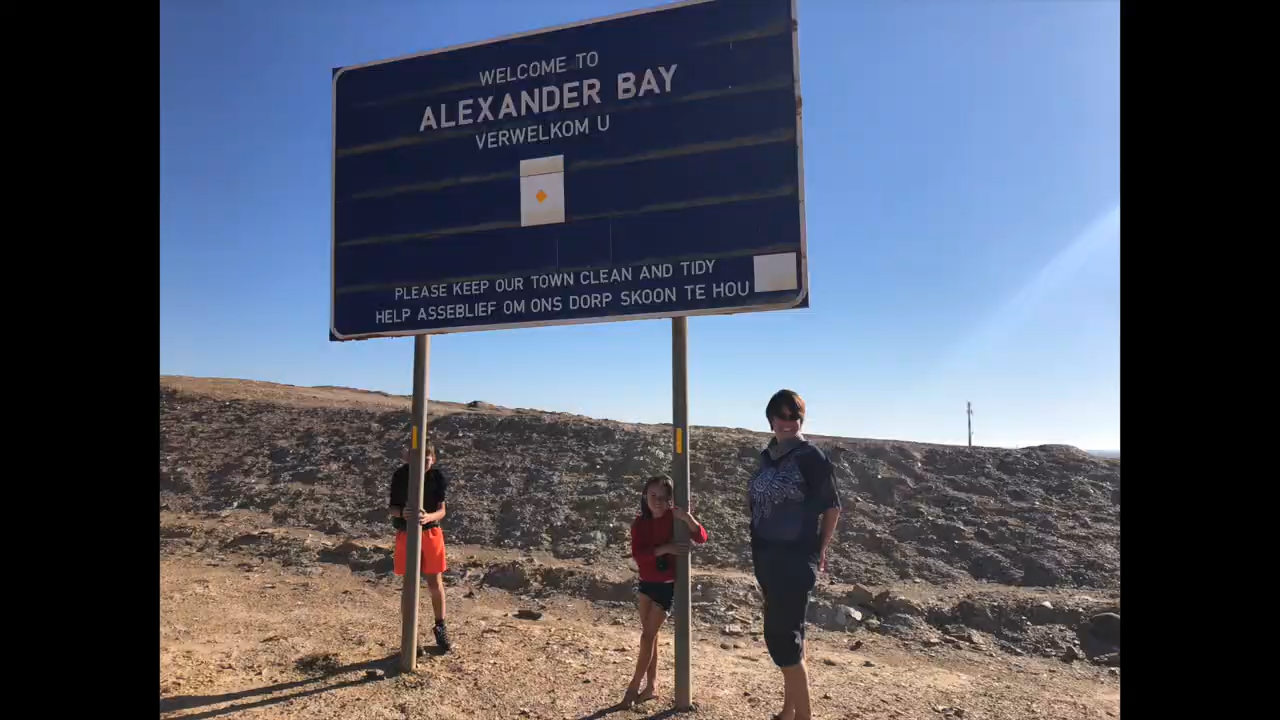 WELCOME TO
ALEXANDER BAY
VERWELKOM U
PLEASE KEEP OUR TOWN CLEAN AND TIDY
HELP ASSEBLIEF OM ONS DORP SKOON TE HOU